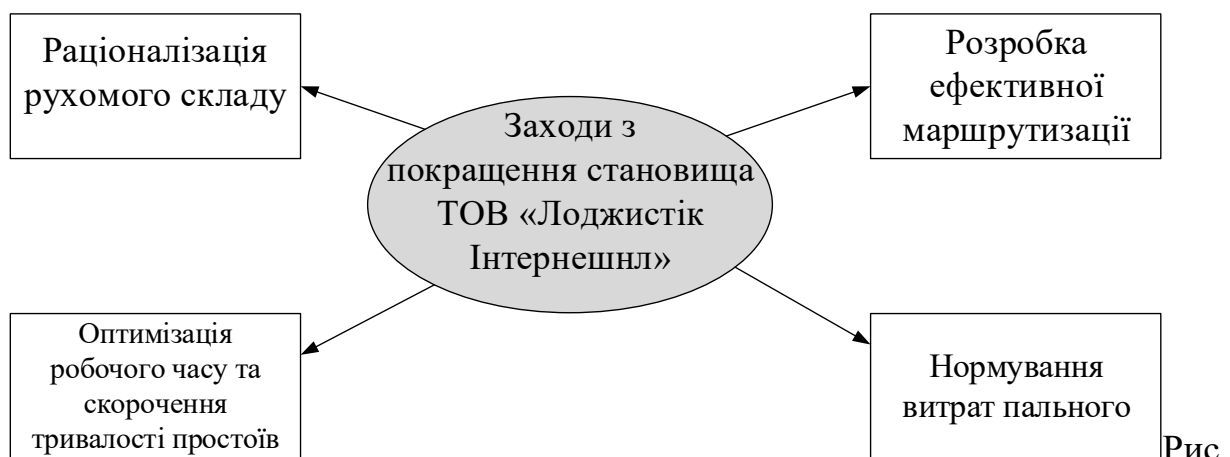 Раціоналізація
рухомого складу
Розробка
ефективної
маршрутизації
Заходи з
покращення становища
ТОВ «Лоджистік
Інтернешнл»
Оптимізація
робочого часу та
скорочення
тривалості простоїв
Нормування
витрат пального
Рис